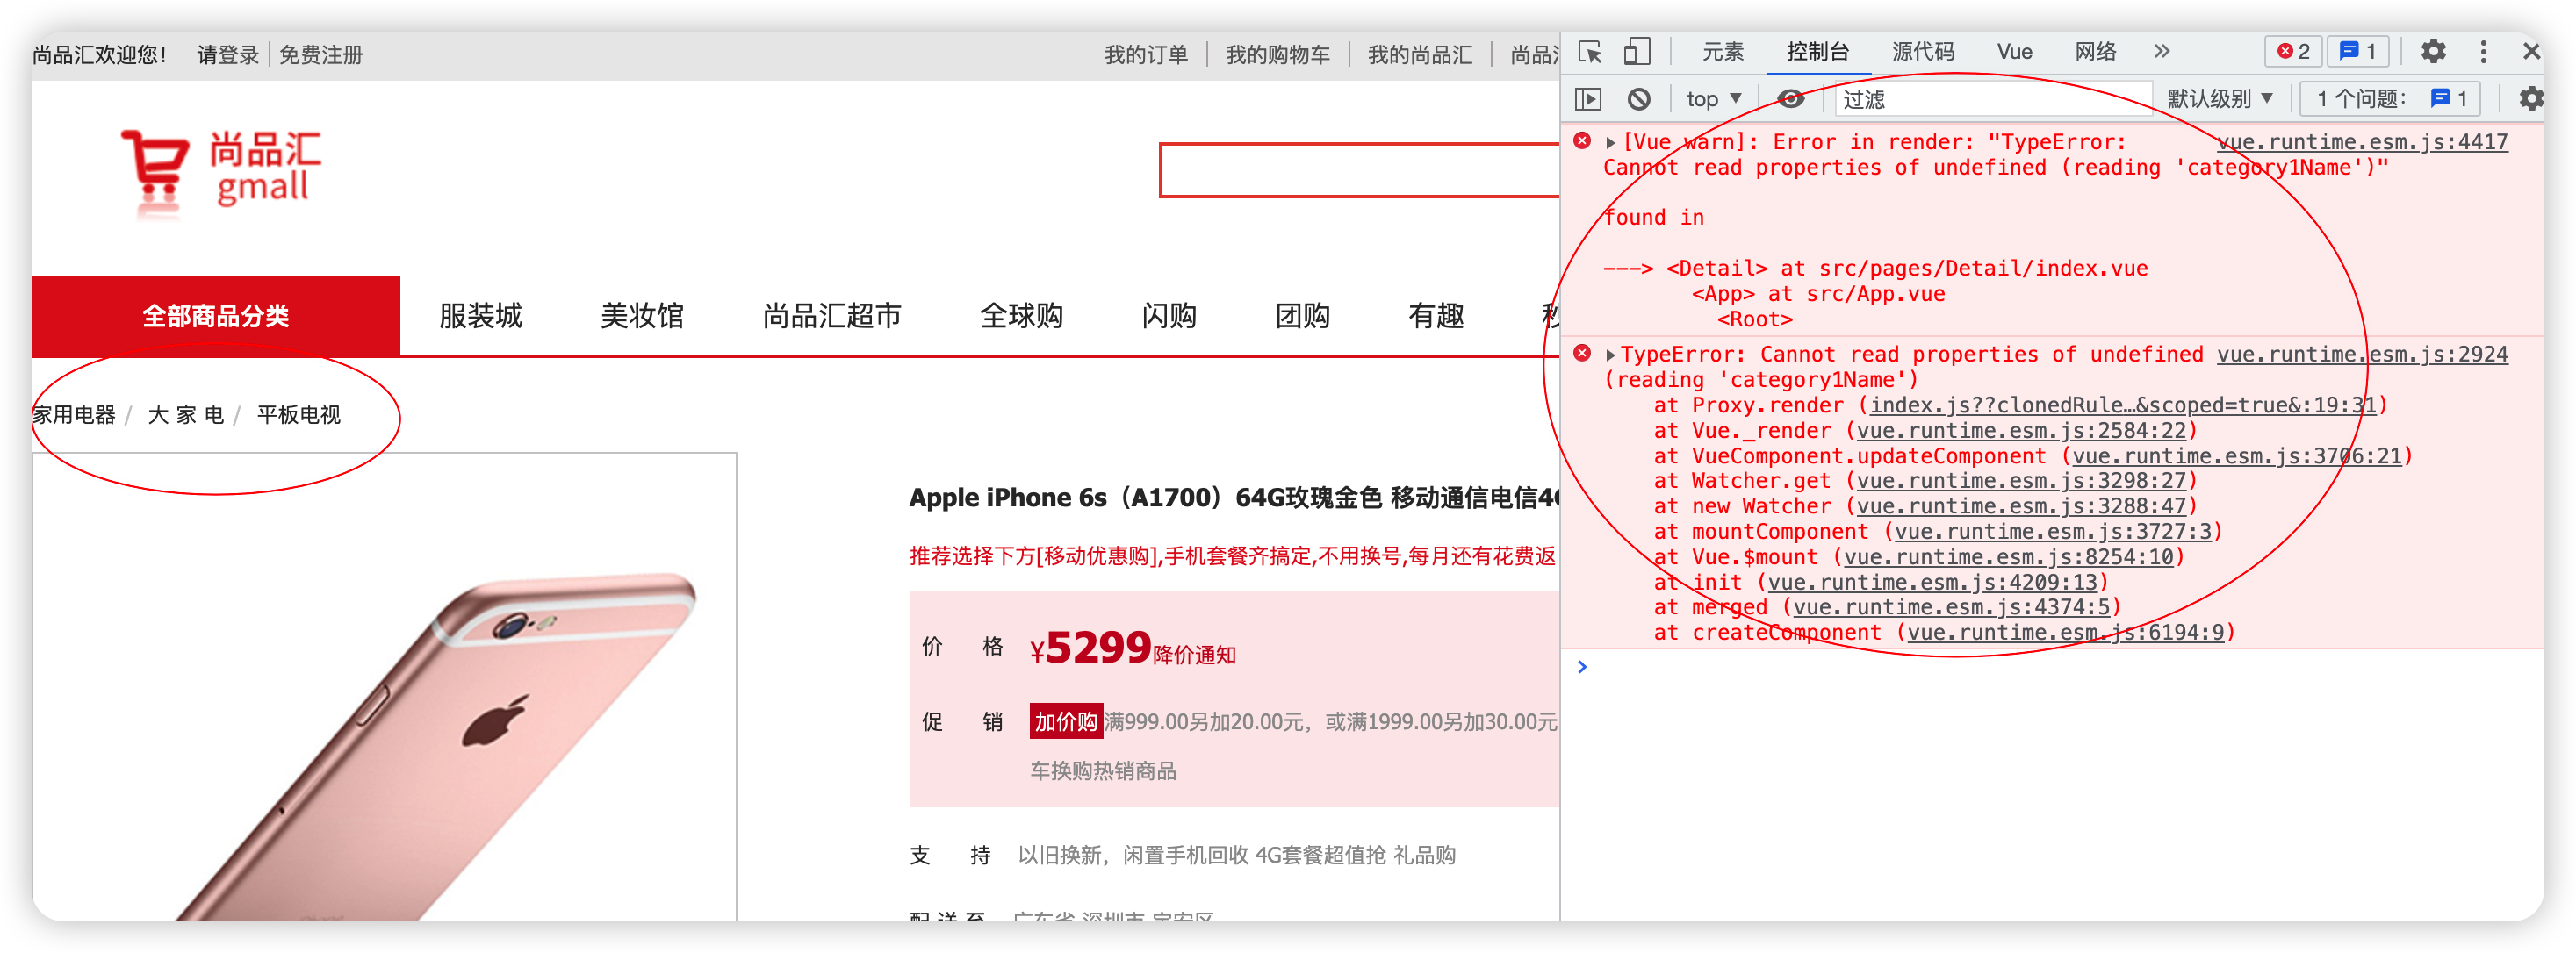 尚品汇欢迎您！ 请登录 免费注册
我的订单 我的购物车 我的尚品汇 尚品
尚品汇
gmall
全部商品分类 服装城 美妆馆 尚品汇超市 全球购 闪购 团购 有趣
家用电器 / 大 家 电 / 平板电视
Apple iPhone 6s（A1700）64G玫瑰金色 移动通信电信4G
推荐选择下方[移动优惠购],手机套餐齐搞定,不用换号,每月还有花费返
价 格 ¥5299降价通知
促 销 加价购 满999.00另加20.00元，或满1999.00另加30.00元
车换购热销商品
支 持 以旧换新，闲置手机回收 4G套餐超值抢 礼品购
配 送 至 广东省 深圳市 宝安区
元素 控制台 源代码 Vue 网络 » 2 1
top ▼ 过滤 默认级别 ▼ 1 个问题： 1
[Vue warn]: Error in render: "TypeError: vue.runtime.esm.js:4417
Cannot read properties of undefined (reading 'category1Name')"
found in
---> <Detail> at src/pages/Detail/index.vue
<App> at src/App.vue
<Root>
TypeError: Cannot read properties of undefined vue.runtime.esm.js:2924
(reading 'category1Name')
at Proxy.render (index.js??clonedRule…&scoped=true&:19:31)
at Vue._render (vue.runtime.esm.js:2584:22)
at VueComponent.updateComponent (vue.runtime.esm.js:3706:21)
at Watcher.get (vue.runtime.esm.js:3298:27)
at new Watcher (vue.runtime.esm.js:3288:47)
at mountComponent (vue.runtime.esm.js:3727:3)
at Vue.$mount (vue.runtime.esm.js:8254:10)
at init (vue.runtime.esm.js:4209:13)
at merged (vue.runtime.esm.js:4374:5)
at createComponent (vue.runtime.esm.js:6194:9)